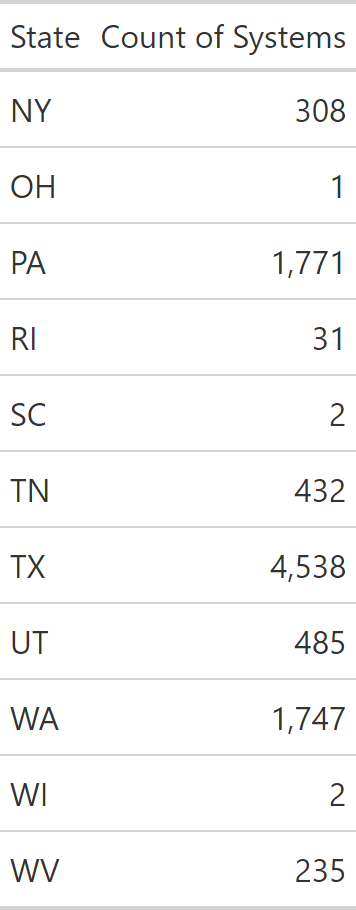 State Count of Systems
NY 308
OH 1
PA 1,771
RI 31
SC 2
TN 432
TX 4,538
UT 485
WA 1,747
WI 2
WV 235